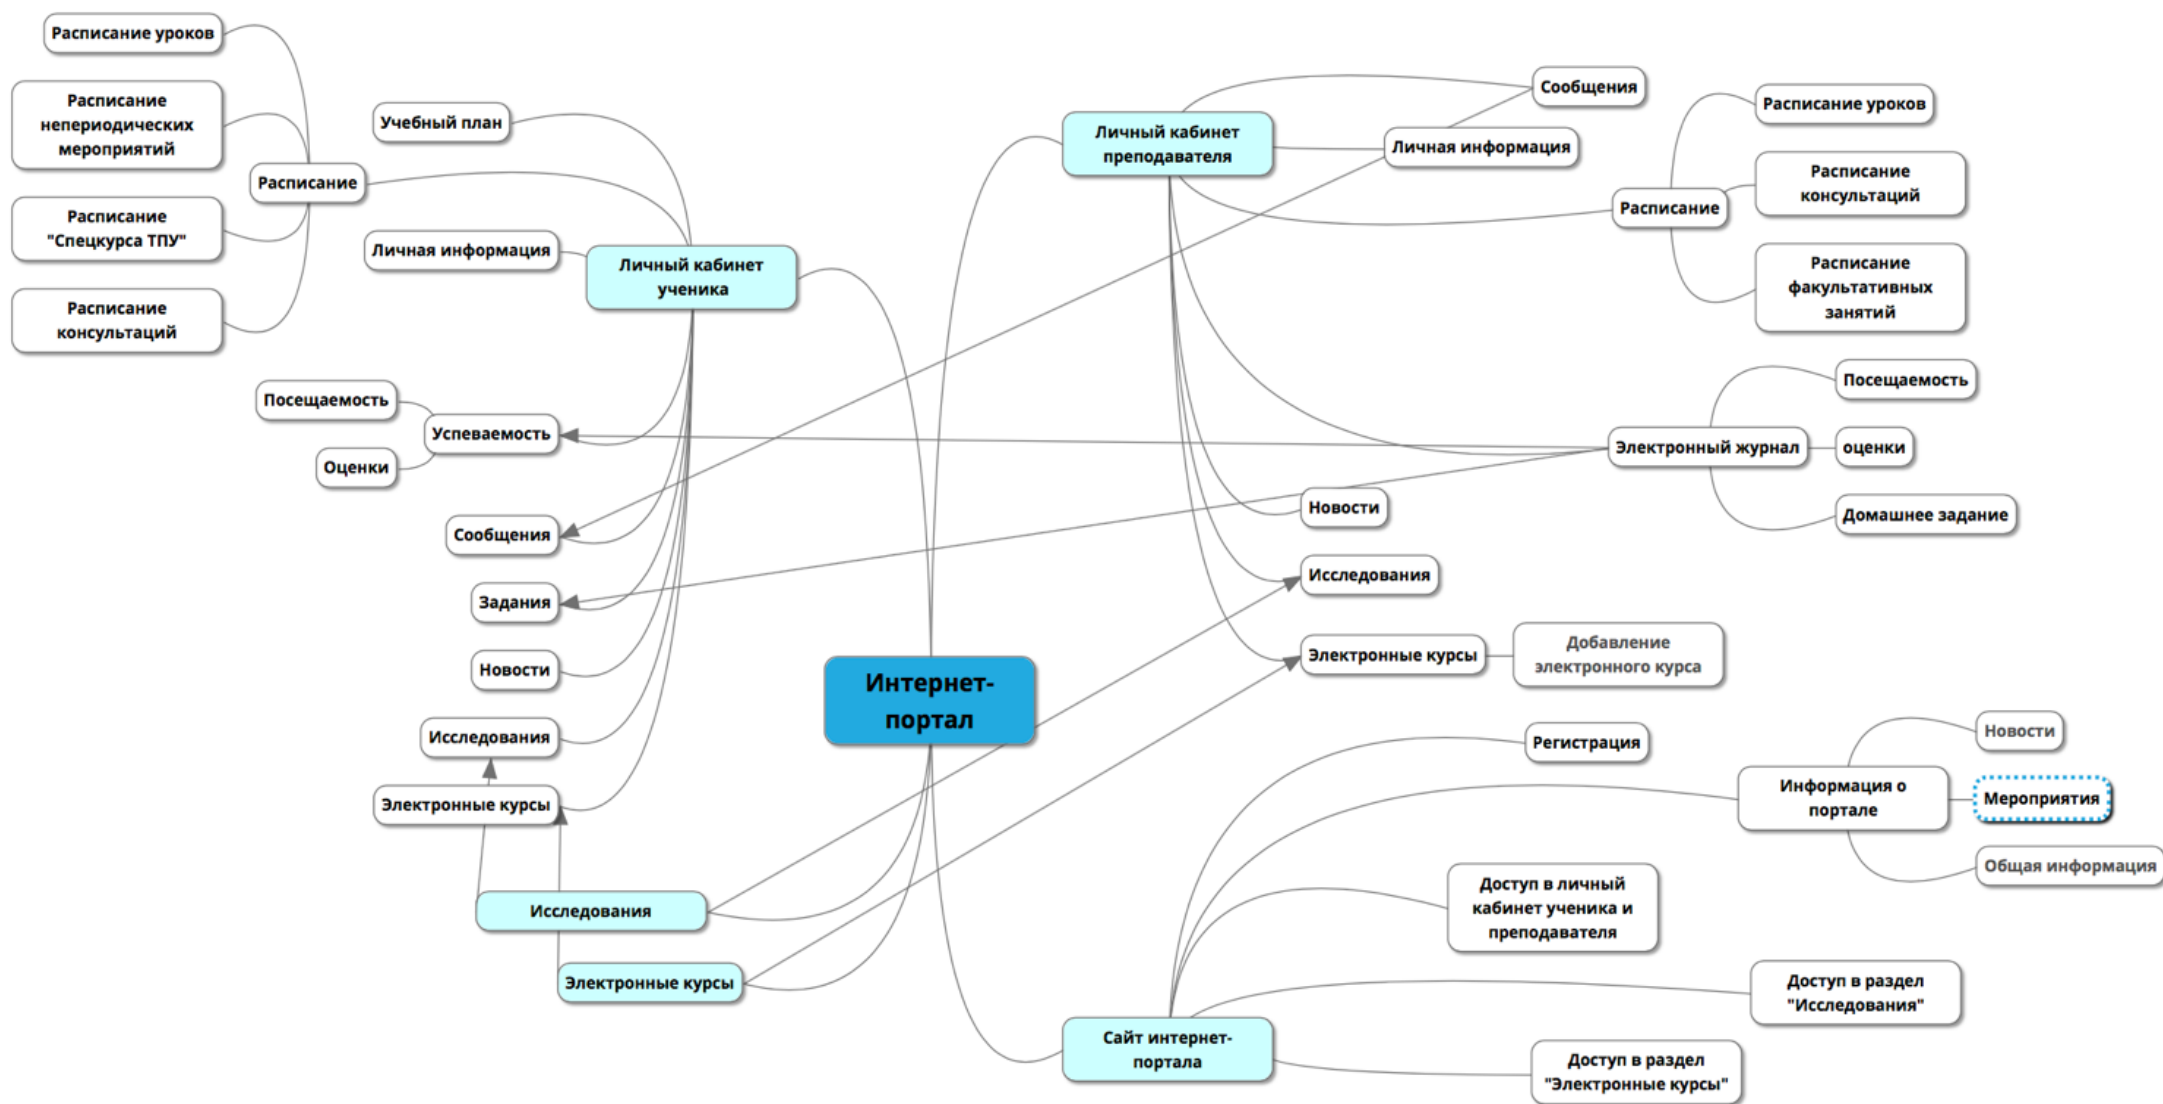 Расписание уроков
Расписание
непериодических
мероприятий
Расписание
"Спецкурса ТПУ"
Расписание
консультаций
Расписание
Учебный план
Личная информация
Личный кабинет
ученика
Посещаемость
Оценки
Успеваемость
Сообщения
Задания
Новости
Исследования
Электронные курсы
Исследования
Электронные курсы
Интернет-
портал
Личный кабинет
преподавателя
Сообщения
Личная информация
Расписание
Расписание уроков
Расписание
консультаций
Расписание
факультативных
занятий
Электронный журнал
Посещаемость
оценки
Домашнее задание
Новости
Исследования
Электронные курсы
Добавление
электронного курса
Регистрация
Информация о
портале
Новости
Мероприятия
Общая информация
Доступ в личный
кабинет ученика и
преподавателя
Доступ в раздел
"Исследования"
Сайт интернет-
портала
Доступ в раздел
"Электронные курсы"